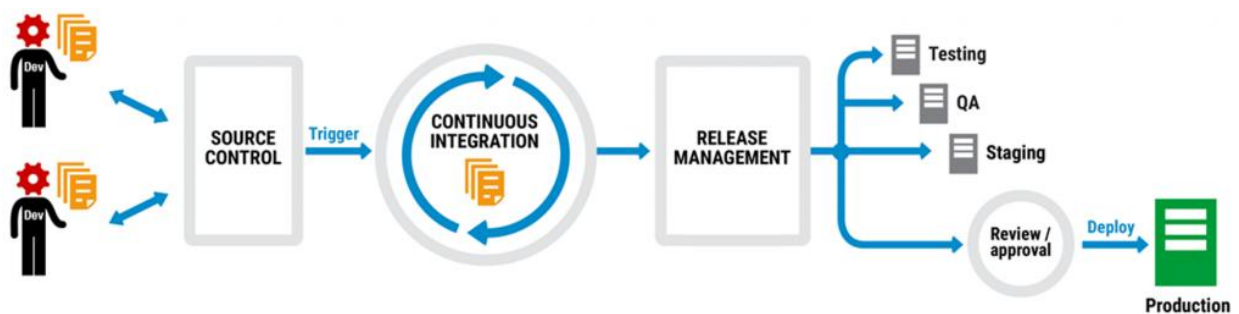 Dev
Dev
SOURCE
CONTROL
Trigger
CONTINUOUS
INTEGRATION
RELEASE
MANAGEMENT
Testing
QA
Staging
Review /
approval
Deploy
Production